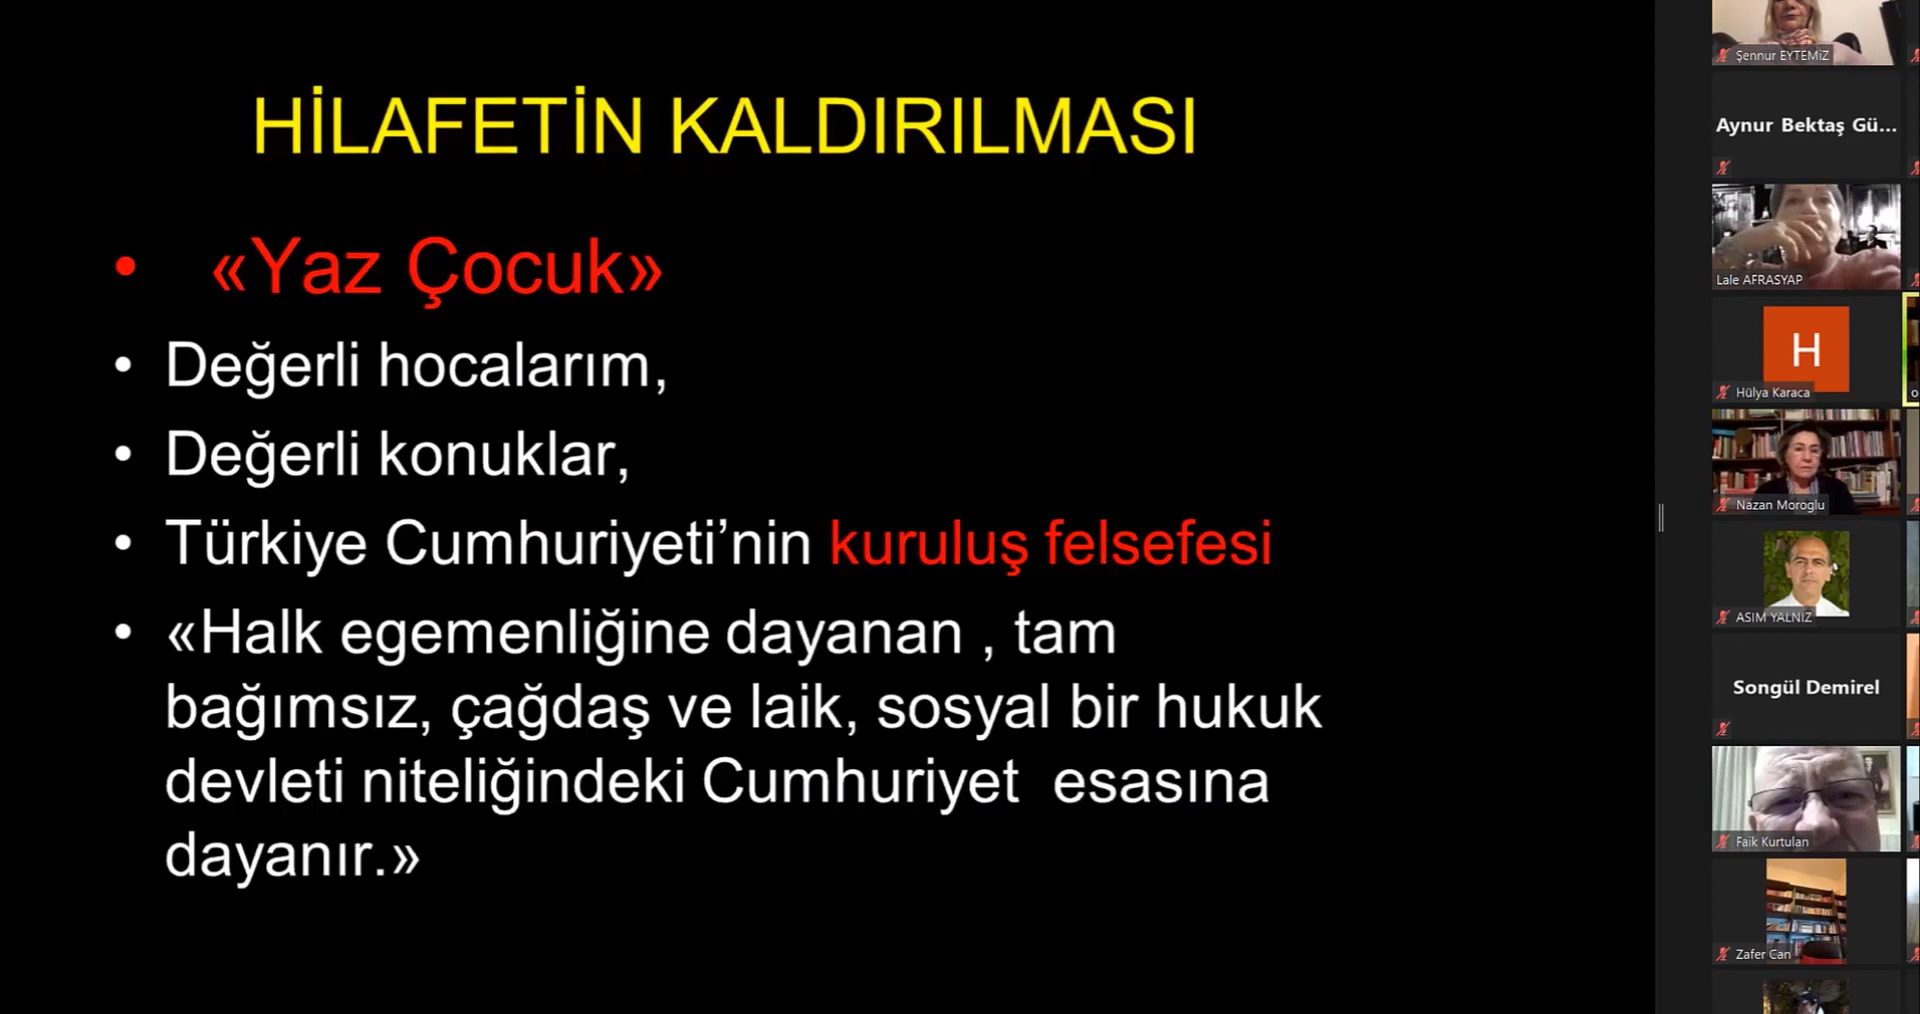 HİLAFETİN KALDIRILMASI
• «Yaz Çocuk»
• Değerli hocalarım,
• Değerli konuklar,
• Türkiye Cumhuriyeti’nin kuruluş felsefesi
• «Halk egemenliğine dayanan , tam
bağımsız, çağdaş ve laik, sosyal bir hukuk
devleti niteliğindeki Cumhuriyet  esasına
dayanır.»
Şennur EYTEMİZ
Aynur Bektaş Gü...
Lale AFRASYAP
H
Hülya Karaca
Nazan Moroglu
ASIM YALNIZ
Songül Demirel
Faik Kurtulan
Zafer Can